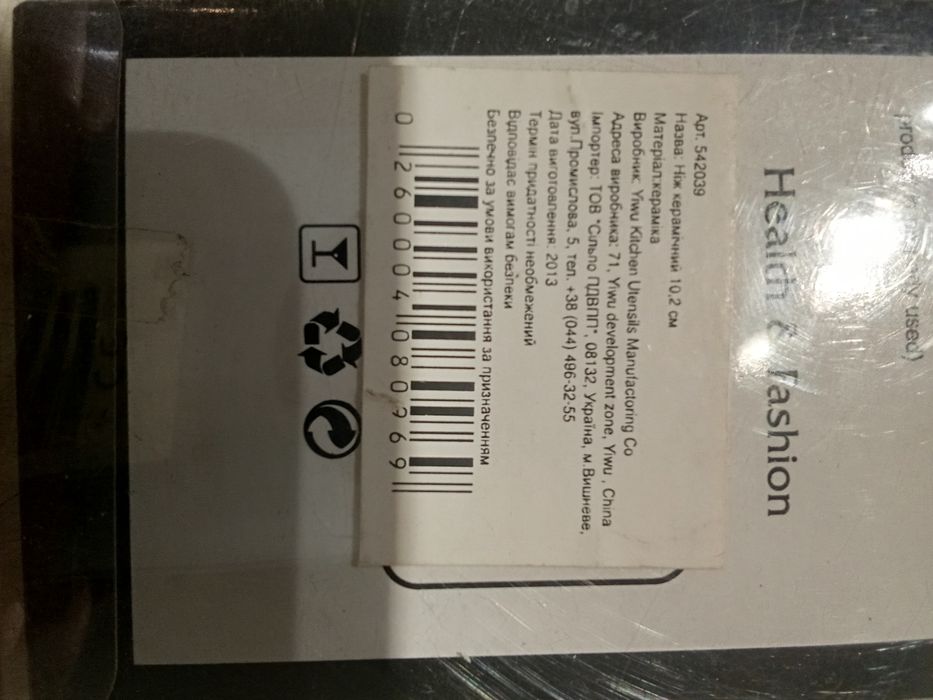 used)
Health & fashion
Арт. 542039
Назва: Ніж керамічний 10,2 см
Матеріал:кераміка
Виробник: Yiwu Kitchen Utensils Manufactoring Co
Адреса виробника: 71, Yiwu development zone, Yiwu , China
Імпортер: ТОВ "Сільпо ПДВПП", 08132, Україна, м.Вишневе,
вул.Промислова, 5, тел. +38 (044) 496-32-55
Дата виготовлення: 2013
Термін придатності необмежений
Відповідає вимогам безпеки
Безпечно за умови використання за призначенням
0 260004 080969